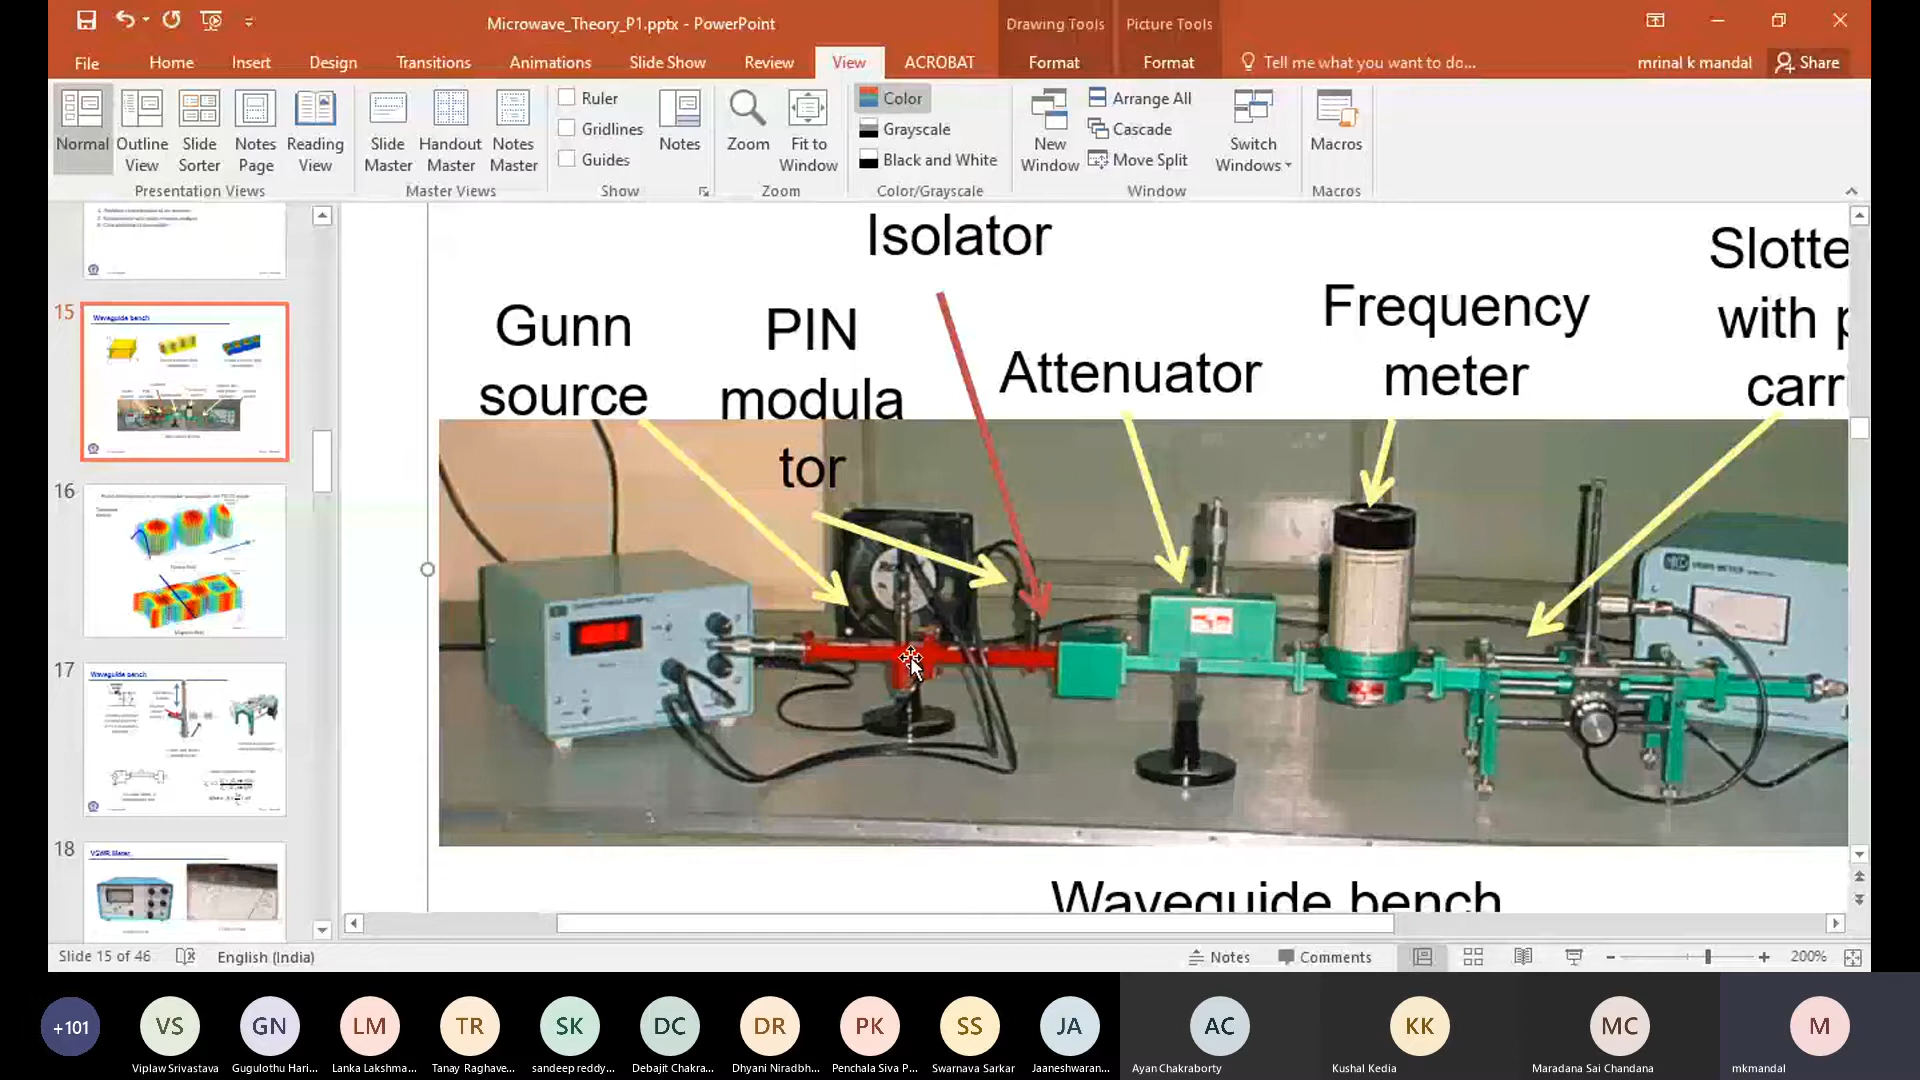 Microwave_Theory_P1.pptx - PowerPoint
Drawing Tools
Picture Tools
File
Home
Insert
Design
Transitions
Animations
Slide Show
Review
View
ACROBAT
Format
Format
Tell me what you want to do...
mrinal k mandal
Share
Normal
Outline View
Slide Sorter
Notes Page
Reading View
Presentation Views
Slide Master
Handout Master
Notes Master
Master Views
Ruler
Gridlines
Guides
Show
Notes
Zoom
Fit to Window
Zoom
Color
Grayscale
Black and White
Color/Grayscale
New Window
Arrange All
Cascade
Move Split
Switch Windows
Window
Macros
Macros
15
Waveguide bench
16
17
Waveguide bench
18
VSWR Meter
Isolator
Gunn
source
PIN
modula
tor
Attenuator
Frequency
meter
Slotte
with p
carri
Waveguide bench
Slide 15 of 46
English (India)
Notes
Comments
200%
+101
VS
GN
LM
TR
SK
DC
DR
PK
SS
JA
AC
KK
MC
M
Viplaw Srivastava
Gugulothu Hari...
Lanka Lakshma...
Tanay Raghave...
sandeep reddy...
Debajit Chakra...
Dhyani Niradbh...
Penchala Siva P...
Swarnava Sarkar
Jaaneshwaran...
Ayan Chakraborty
Kushal Kedia
Maradana Sai Chandana
mkmandal